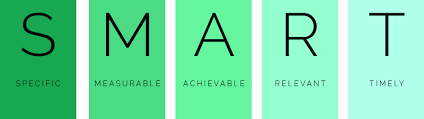 S M A R T
SPECIFIC MEASURABLE ACHIEVABLE RELEVANT TIMELY